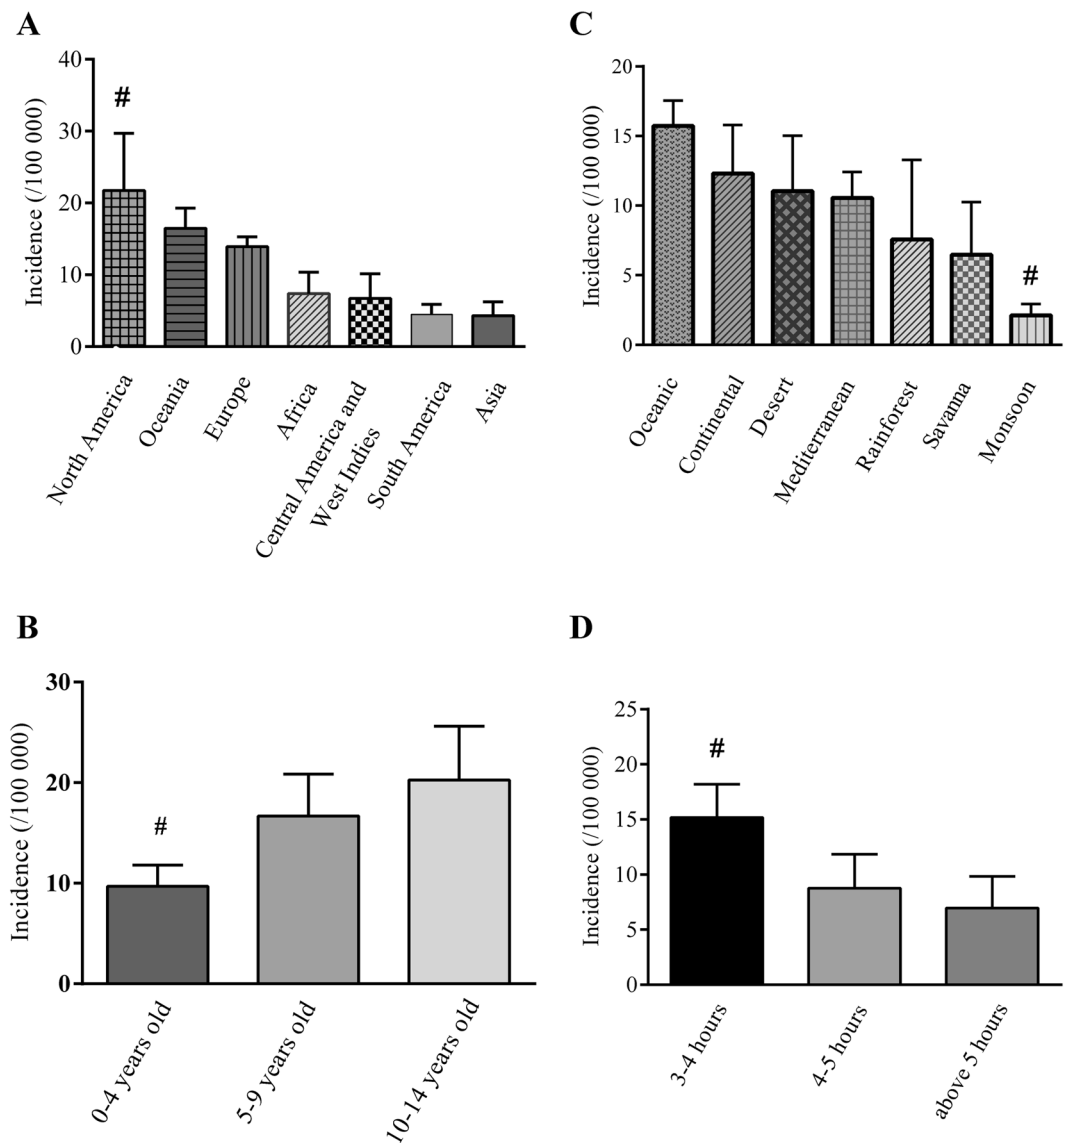 A
Incidence (/100 000)
40
30
20
10
0
#
North America
Oceania
Europe
Africa
Central America and
West Indies
South America
Asia
C
Incidence (/100 000)
20
15
10
5
0
#
Oceanic
Continental
Desert
Mediterranean
Rainforest
Savanna
Monsoon
B
Incidence (/100 000)
30
20
10
0
#
0-4 years old
5-9 years old
10-14 years old
D
Incidence (/100 000)
25
20
15
10
5
0
#
3-4 hours
4-5 hours
above 5 hours